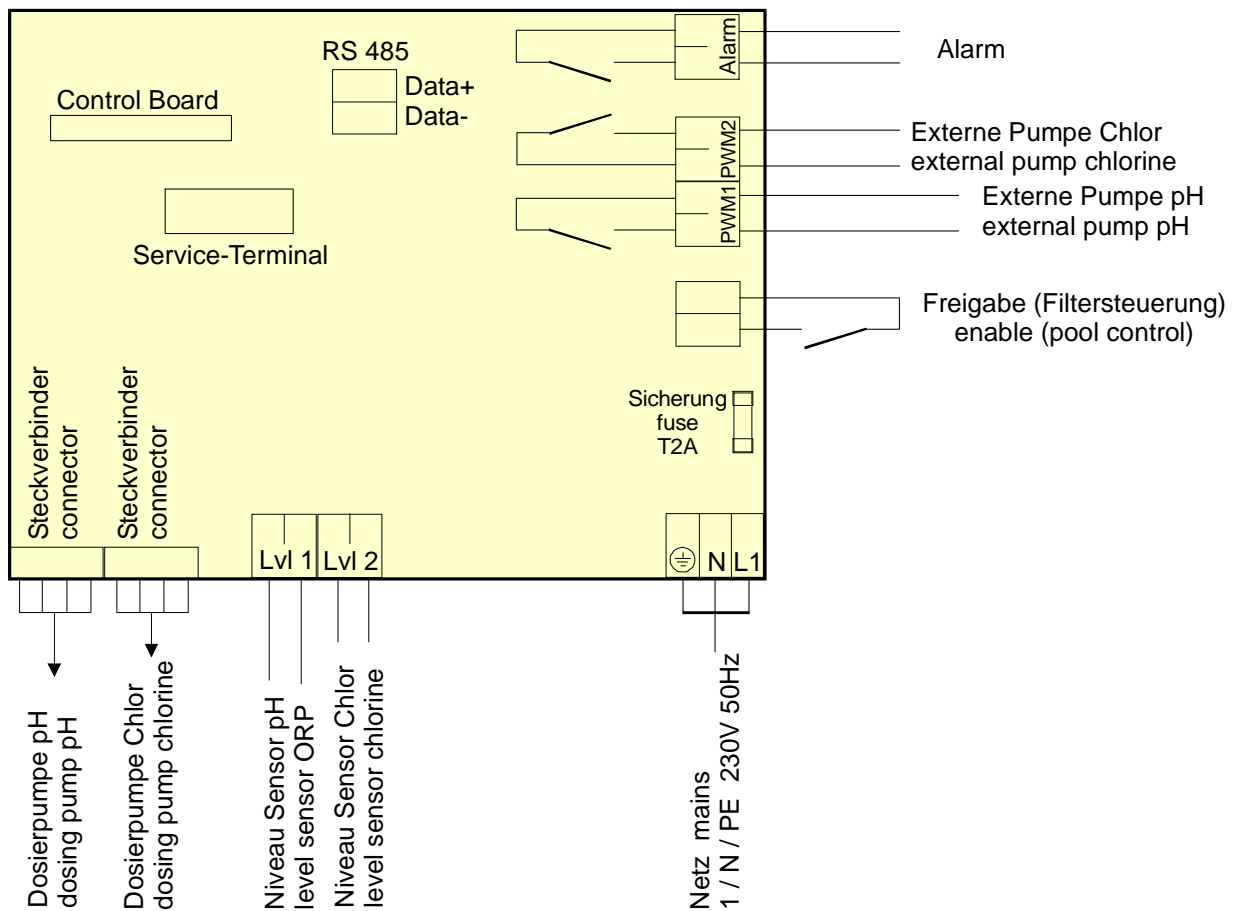 RS 485
Data+
Data-
Control Board
Service-Terminal
Alarm
Alarm
PWM2
Externe Pumpe Chlor
external pump chlorine
PWM1
Externe Pumpe pH
external pump pH
Freigabe (Filtersteuerung)
enable (pool control)
Sicherung
fuse
T2A
Steckverbinder
connector
Steckverbinder
connector
Lvl 1
Lvl 2
N
L1
Dosierpumpe pH
dosing pump pH
Dosierpumpe Chlor
dosing pump chlorine
Niveau Sensor pH
level sensor ORP
Niveau Sensor Chlor
level sensor chlorine
Netz mains
1 / N / PE 230V 50Hz